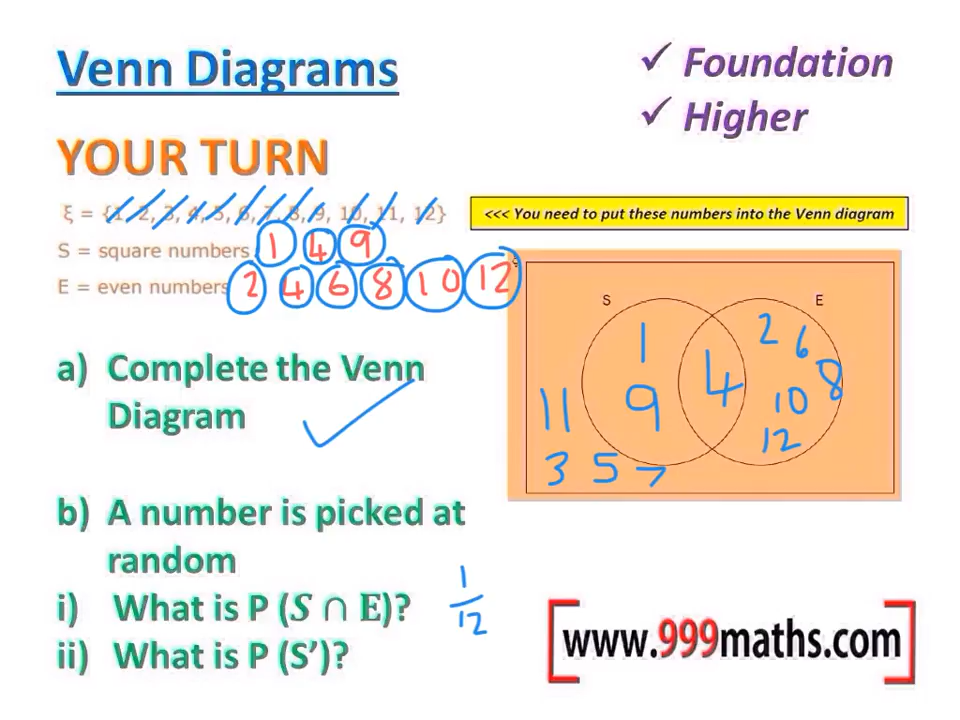 Venn Diagrams
✓ Foundation
✓ Higher
YOUR TURN
ξ = {1, 2, 3, 4, 5, 6, 7, 8, 9, 10, 11, 12}
<<< You need to put these numbers into the Venn diagram
S = square numbers 1 4 9
E = even numbers 2 4 6 8 10 12
S E
1 2 6
11 9 4 10 8
12
3 5 7
a) Complete the Venn
Diagram
b) A number is picked at
random
i) What is P (S ∩ E)? 1/12
ii) What is P (S’)?
www.999maths.com